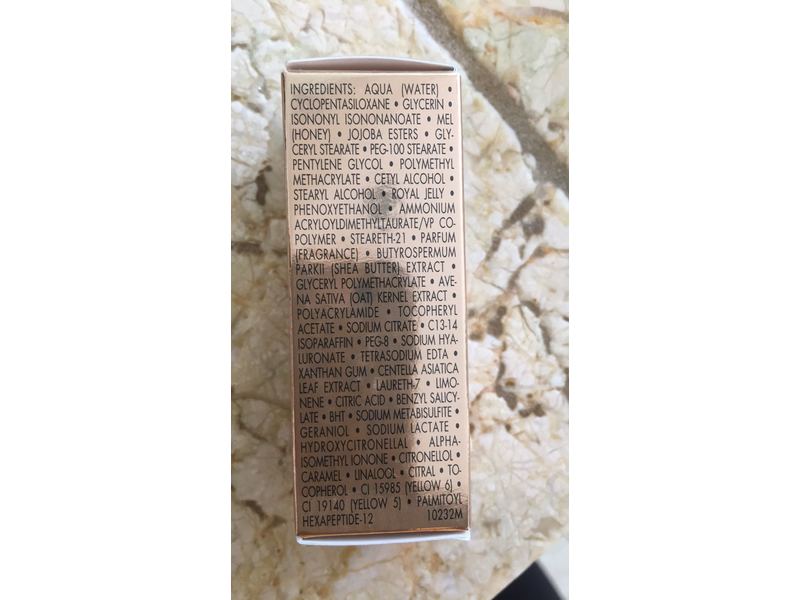 INGREDIENTS: AQUA (WATER) •
CYCLOPENTASILOXANE • GLYCERIN •
ISONONYL ISONONANOATE • MEL
(HONEY) • JOJOBA ESTERS • GLY-
CERYL STEARATE • PEG-100 STEARATE •
PENTYLENE GLYCOL • POLYMETHYL
METHACRYLATE • CETYL ALCOHOL •
STEARYL ALCOHOL • ROYAL JELLY •
PHENOXYETHANOL • AMMONIUM
ACRYLOYLDIMETHYLTAURATE/VP CO-
POLYMER • STEARETH-21 • PARFUM
(FRAGRANCE) • BUTYROSPERMUM
PARKII (SHEA BUTTER) EXTRACT •
GLYCERYL POLYMETHACRYLATE • AVE-
NA SATIVA (OAT) KERNEL EXTRACT •
POLYACRYLAMIDE • TOCOPHERYL
ACETATE • SODIUM CITRATE • C13-14
ISOPARAFFIN • PEG-8 • SODIUM HYA-
LURONATE • TETRASODIUM EDTA •
XANTHAN GUM • CENTELLA ASIATICA
LEAF EXTRACT • LAURETH-7 • LIMO-
NENE • CITRIC ACID • BENZYL SALICY-
LATE • BHT • SODIUM METABISULFITE •
GERANIOL • SODIUM LACTATE •
HYDROXYCITRONELLAL • ALPHA-
ISOMETHYL IONONE • CITRONELLOL •
CARAMEL • LINALOOL • CITRAL • TO-
COPHEROL • CI 15985 (YELLOW 6) •
CI 19140 (YELLOW 5) • PALMITOYL
HEXAPEPTIDE-12 10232M